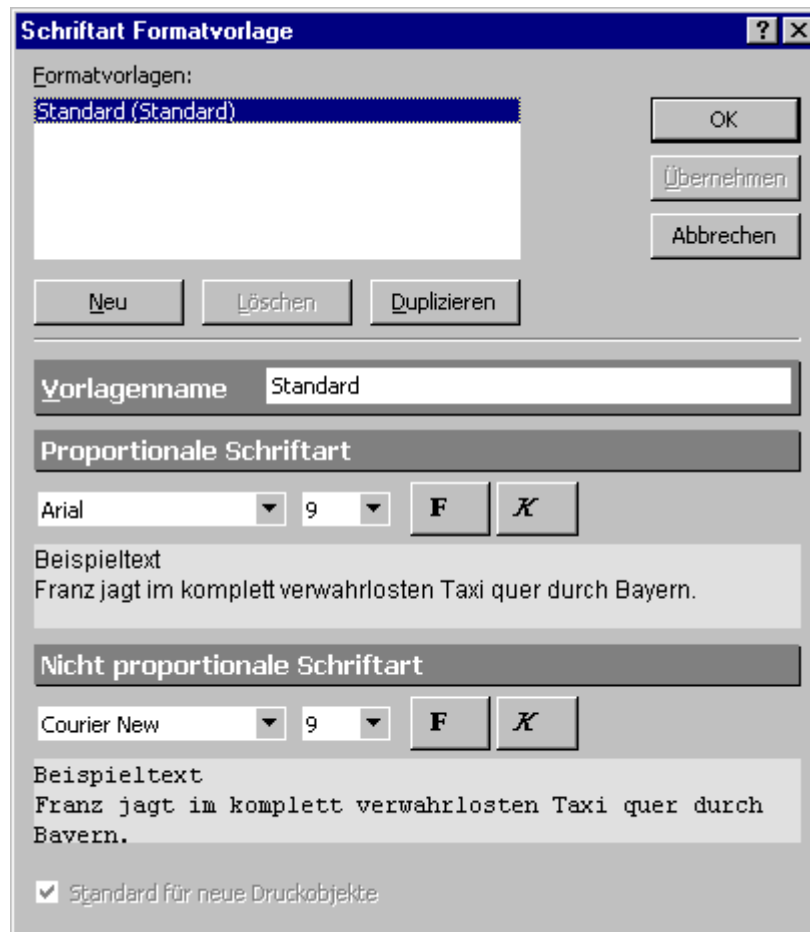 Schriftart Formatvorlage
Formatvorlagen:
Standard (Standard)
OK
Übernehmen
Abbrechen
Neu
Löschen
Duplizieren
Vorlagenname
Standard
Proportionale Schriftart
Arial
9
F
K
Beispieltext
Franz jagt im komplett verwahrlosten Taxi quer durch Bayern.
Nicht proportionale Schriftart
Courier New
9
F
K
Beispieltext
Franz jagt im komplett verwahrlosten Taxi quer durch
Bayern.
Standard für neue Druckobjekte